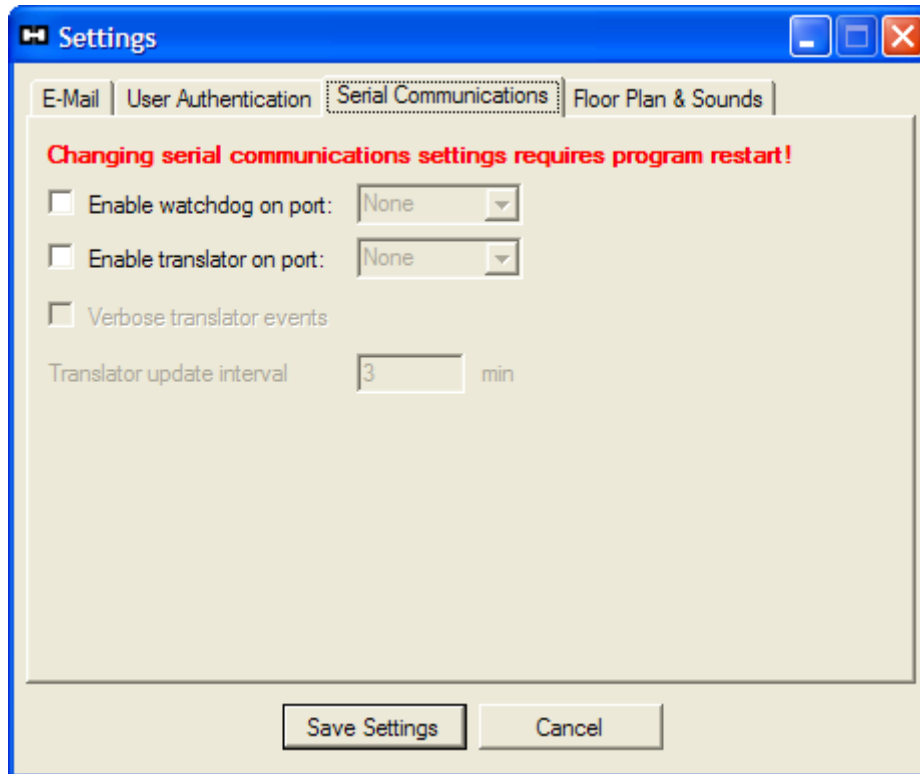 Settings
E-Mail User Authentication Serial Communications Floor Plan & Sounds
Changing serial communications settings requires program restart!
Enable watchdog on port: None
Enable translator on port: None
Verbose translator events
Translator update interval 3 min
Save Settings Cancel